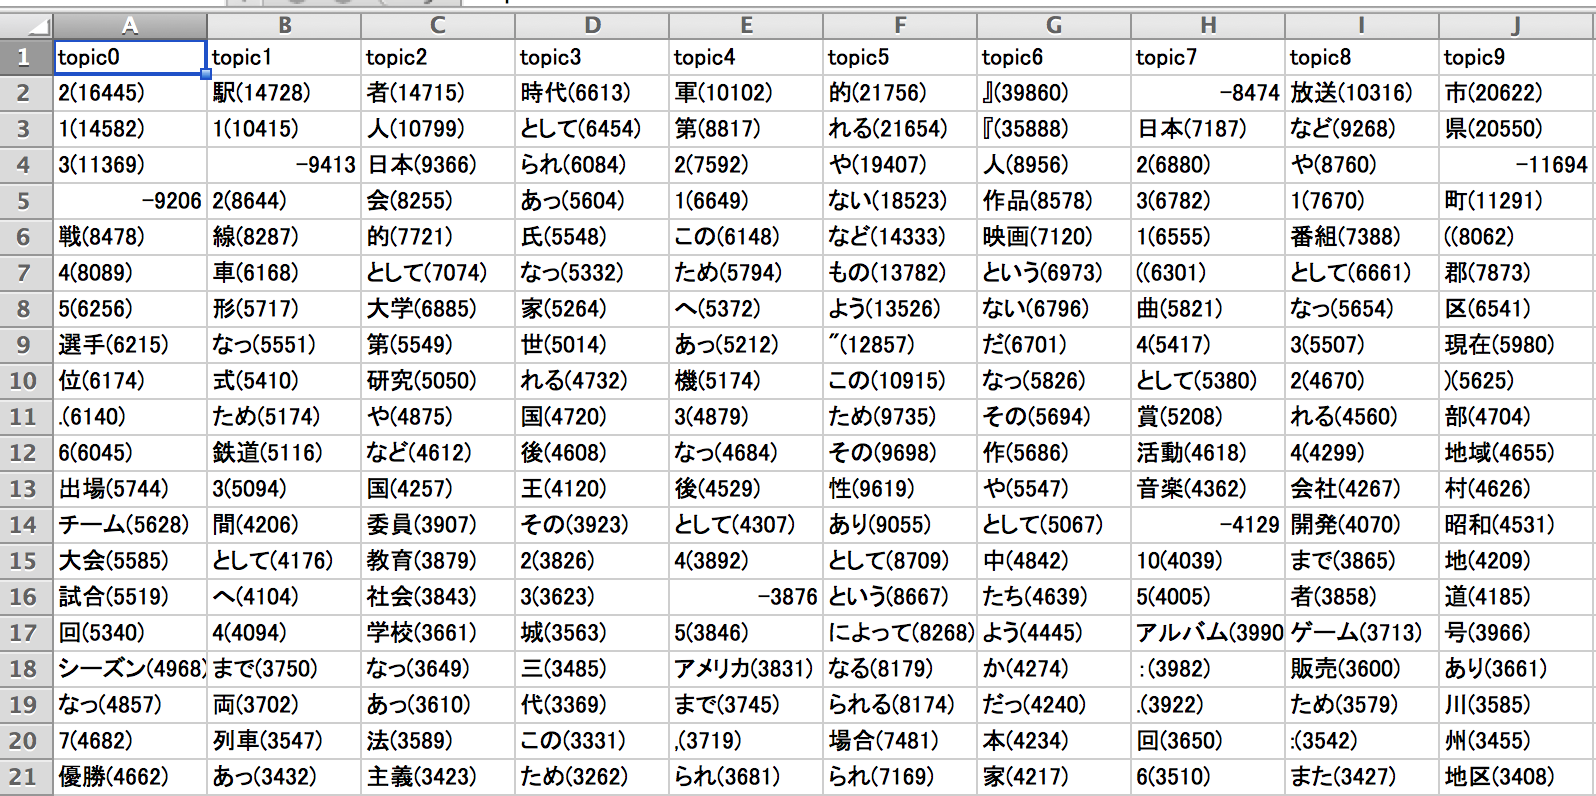 A B C D E F G H I J
1 topic0 topic1 topic2 topic3 topic4 topic5 topic6 topic7 topic8 topic9
2 2(16445) 駅(14728) 者(14715) 時代(6613) 軍(10102) 的(21756) 』(39860) -8474 放送(10316) 市(20622)
3 1(14582) 1(10415) 人(10799) として(6454) 第(8817) れる(21654) 『(35888) 日本(7187) など(9268) 県(20550)
4 3(11369) -9413 日本(9366) られ(6084) 2(7592) や(19407) 人(8956) 2(6880) や(8760) -11694
5 -9206 2(8644) 会(8255) あっ(5604) 1(6649) ない(18523) 作品(8578) 3(6782) 1(7670) 町(11291)
6 戦(8478) 線(8287) 的(7721) 氏(5548) この(6148) など(14333) 映画(7120) 1(6555) 番組(7388) ((8062)
7 4(8089) 車(6168) として(7074) なっ(5332) ため(5794) もの(13782) という(6973) ((6301) として(6661) 郡(7873)
8 5(6256) 形(5717) 大学(6885) 家(5264) へ(5372) よう(13526) ない(6796) 曲(5821) なっ(5654) 区(6541)
9 選手(6215) なっ(5551) 第(5549) 世(5014) あっ(5212) ″(12857) だ(6701) 4(5417) 3(5507) 現在(5980)
10 位(6174) 式(5410) 研究(5050) れる(4732) 機(5174) この(10915) なっ(5826) として(5380) 2(4670) )(5625)
11 .(6140) ため(5174) や(4875) 国(4720) 3(4879) ため(9735) その(5694) 賞(5208) れる(4560) 部(4704)
12 6(6045) 鉄道(5116) など(4612) 後(4608) なっ(4684) その(9698) 作(5686) 活動(4618) 4(4299) 地域(4655)
13 出場(5744) 3(5094) 国(4257) 王(4120) 後(4529) 性(9619) や(5547) 音楽(4362) 会社(4267) 村(4626)
14 チーム(5628) 間(4206) 委員(3907) その(3923) として(4307) あり(9055) として(5067) -4129 開発(4070) 昭和(4531)
15 大会(5585) として(4176) 教育(3879) 2(3826) 4(3892) として(8709) 中(4842) 10(4039) まで(3865) 地(4209)
16 試合(5519) へ(4104) 社会(3843) 3(3623) -3876 という(8667) たち(4639) 5(4005) 者(3858) 道(4185)
17 回(5340) 4(4094) 学校(3661) 城(3563) 5(3846) によって(8268) よう(4445) アルバム(3990 ゲーム(3713) 号(3966)
18 シーズン(4968) まで(3750) なっ(3649) 三(3485) アメリカ(3831) なる(8179) か(4274) :(3982) 販売(3600) あり(3661)
19 なっ(4857) 両(3702) あっ(3610) 代(3369) まで(3745) られる(8174) だっ(4240) .(3922) ため(3579) 川(3585)
20 7(4682) 列車(3547) 法(3589) この(3331) ,(3719) 場合(7481) 本(4234) 回(3650) :(3542) 州(3455)
21 優勝(4662) あっ(3432) 主義(3423) ため(3262) られ(3681) られ(7169) 家(4217) 6(3510) また(3427) 地区(3408)